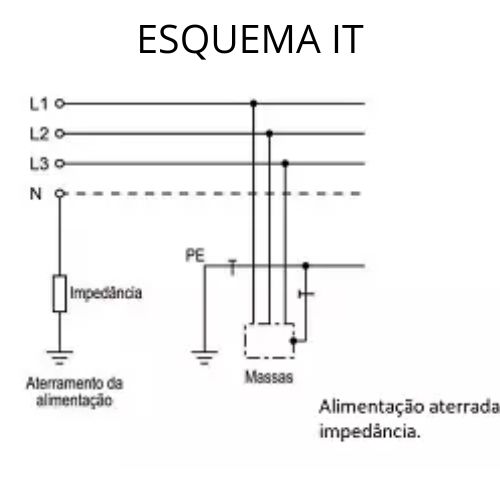 ESQUEMA IT
L1
L2
L3
N
PE
Impedância
Massas
Aterramento da
alimentação
Alimentação aterrada
impedância.